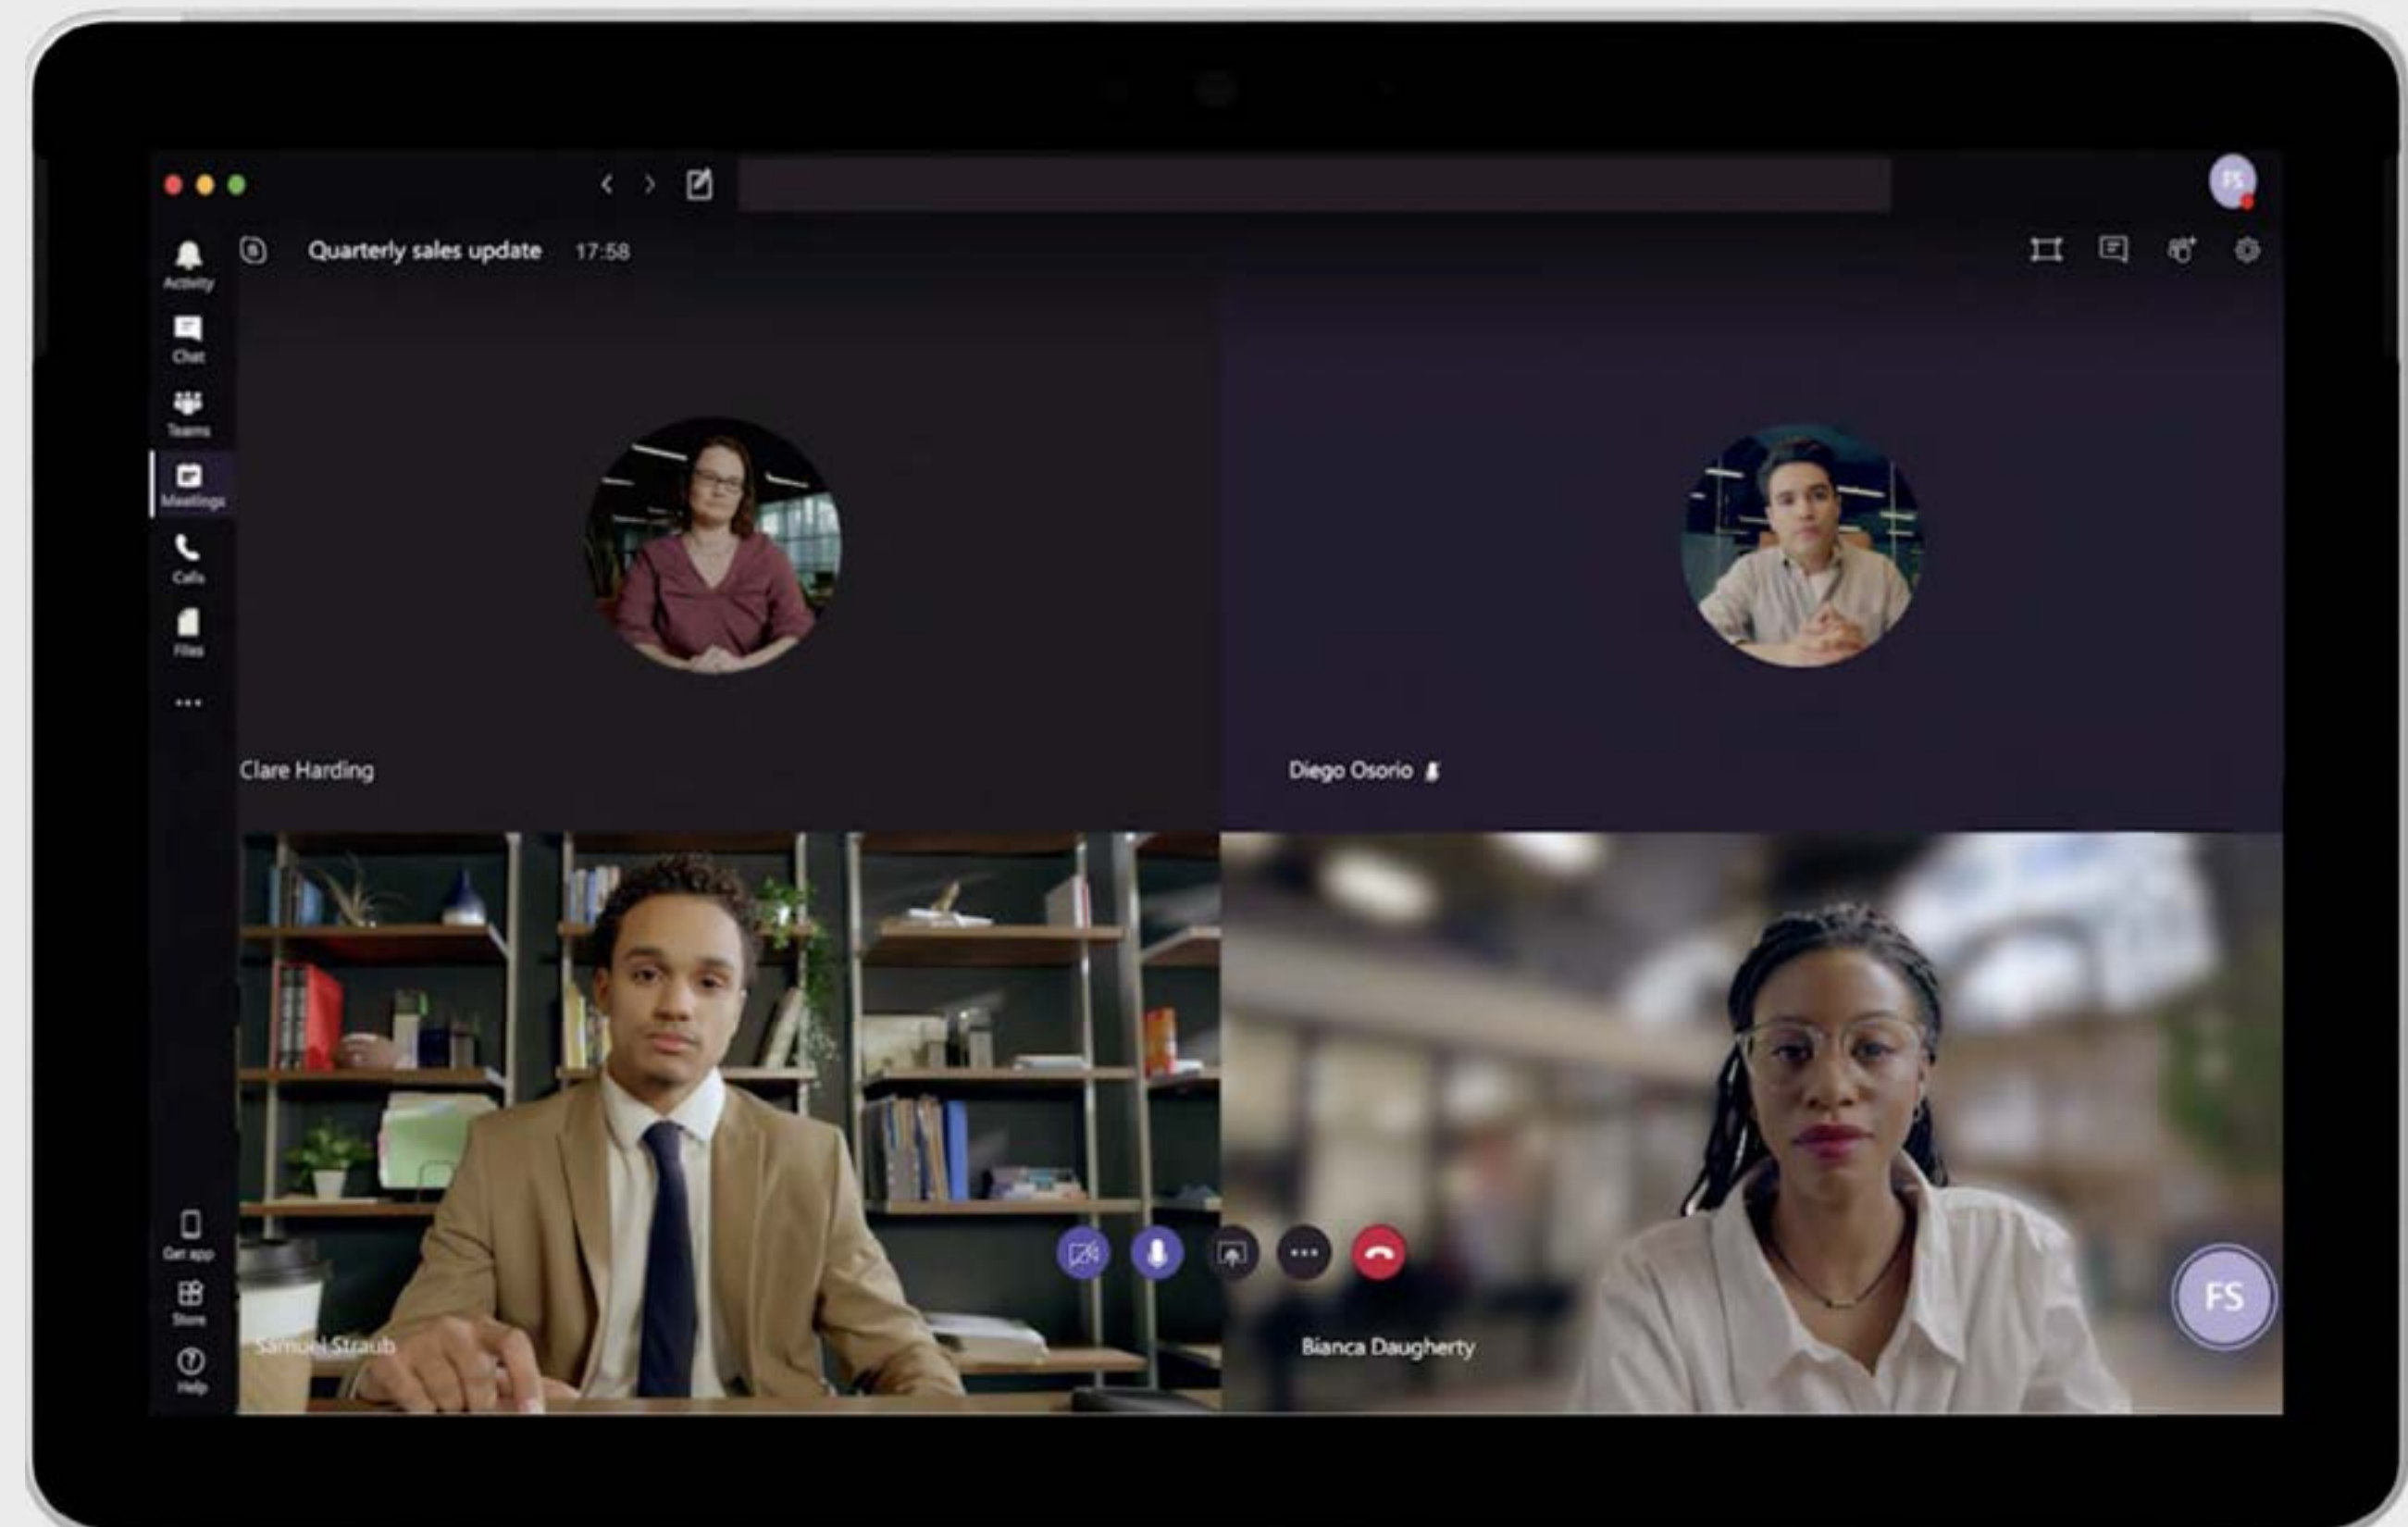 FS
Quarterly sales update 17:58
Activity
Chat
Teams
Meetings
Calls
Files
Clare Harding
Diego Osorio
Get app
Store
Help
Samuel Straub
Bianca Daugherty
FS